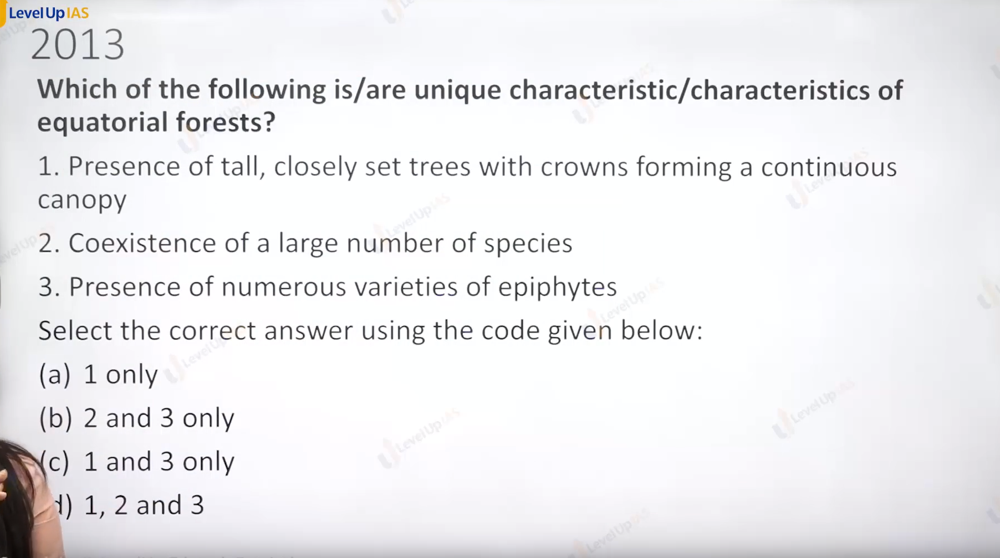 LevelUp IAS
2013
Which of the following is/are unique characteristic/characteristics of
equatorial forests?
1. Presence of tall, closely set trees with crowns forming a continuous
canopy
2. Coexistence of a large number of species
3. Presence of numerous varieties of epiphytes
Select the correct answer using the code given below:
(a) 1 only
(b) 2 and 3 only
(c) 1 and 3 only
d) 1, 2 and 3